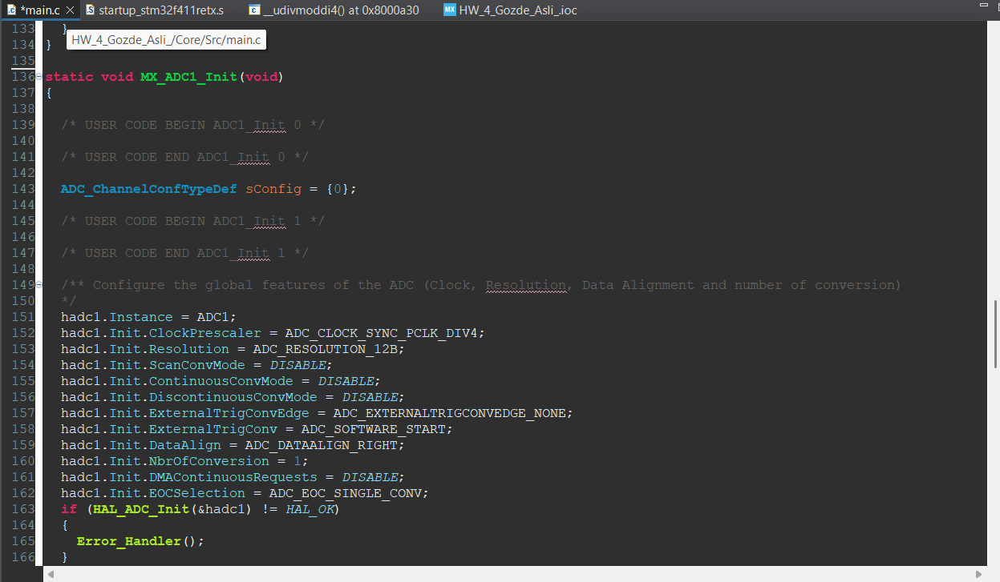 *main.c startup_stm32f411retx.s __udivmoddi4() at 0x8000a30 MX HW_4_Gozde_Asli_.ioc
133 }
HW_4_Gozde_Asli_/Core/Src/main.c
134 }
135
136 static void MX_ADC1_Init(void)
137 {
138
139 /* USER CODE BEGIN ADC1_Init 0 */
140
141 /* USER CODE END ADC1_Init 0 */
142
143 ADC_ChannelConfTypeDef sConfig = {0};
144
145 /* USER CODE BEGIN ADC1_Init 1 */
146
147 /* USER CODE END ADC1_Init 1 */
148
149 /** Configure the global features of the ADC (Clock, Resolution, Data Alignment and number of conversion)
150 */
151 hadc1.Instance = ADC1;
152 hadc1.Init.ClockPrescaler = ADC_CLOCK_SYNC_PCLK_DIV4;
153 hadc1.Init.Resolution = ADC_RESOLUTION_12B;
154 hadc1.Init.ScanConvMode = DISABLE;
155 hadc1.Init.ContinuousConvMode = DISABLE;
156 hadc1.Init.DiscontinuousConvMode = DISABLE;
157 hadc1.Init.ExternalTrigConvEdge = ADC_EXTERNALTRIGCONVEDGE_NONE;
158 hadc1.Init.ExternalTrigConv = ADC_SOFTWARE_START;
159 hadc1.Init.DataAlign = ADC_DATAALIGN_RIGHT;
160 hadc1.Init.NbrOfConversion = 1;
161 hadc1.Init.DMAContinuousRequests = DISABLE;
162 hadc1.Init.EOCSelection = ADC_EOC_SINGLE_CONV;
163 if (HAL_ADC_Init(&hadc1) != HAL_OK)
164 {
165 Error_Handler();
166 }